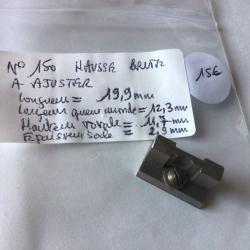 N° 150 HAUSSE BRUTE
A AJUSTER
longueur = 19,9 mm
Largeur queue aronde = 12,3 mm
Hauteur totale = 11,7 mm
Epaisseur socle = 2,9 mm
15€